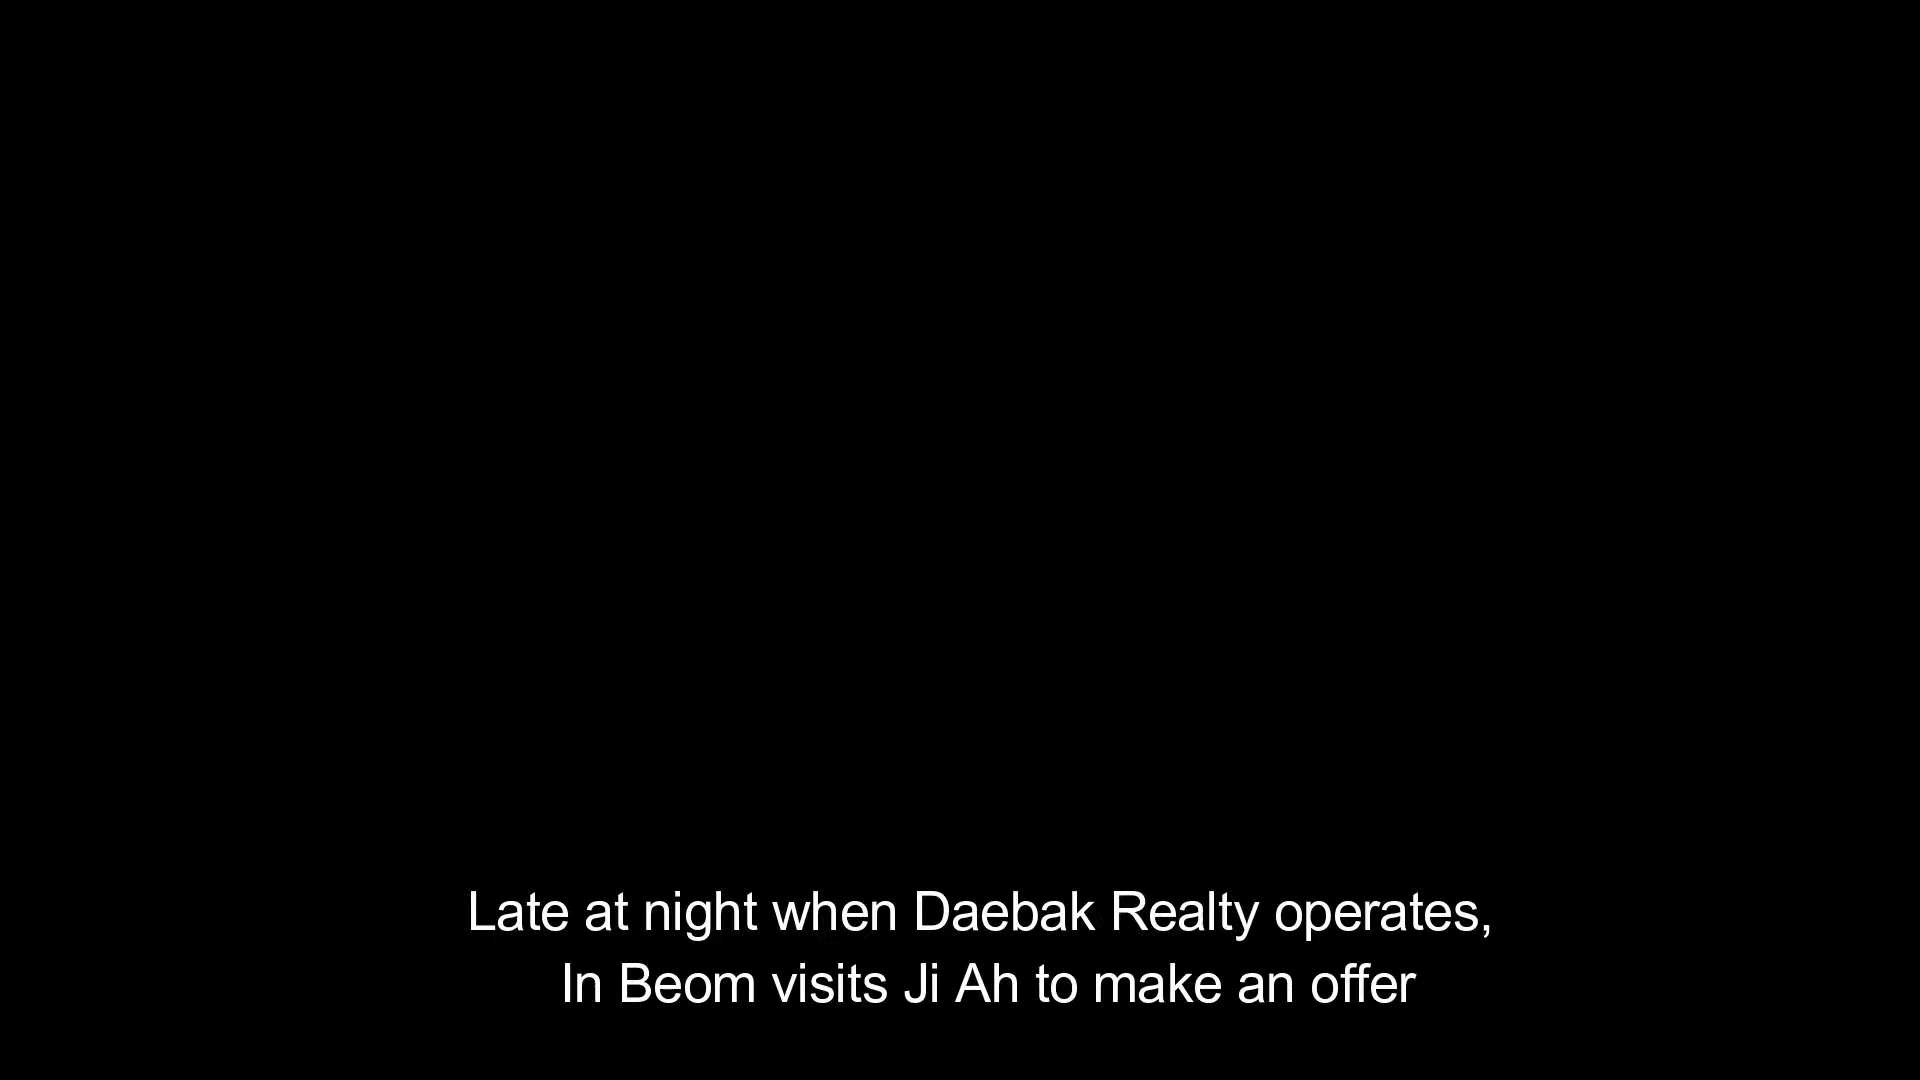 Late at night when Daebak Realty operates,
In Beom visits Ji Ah to make an offer